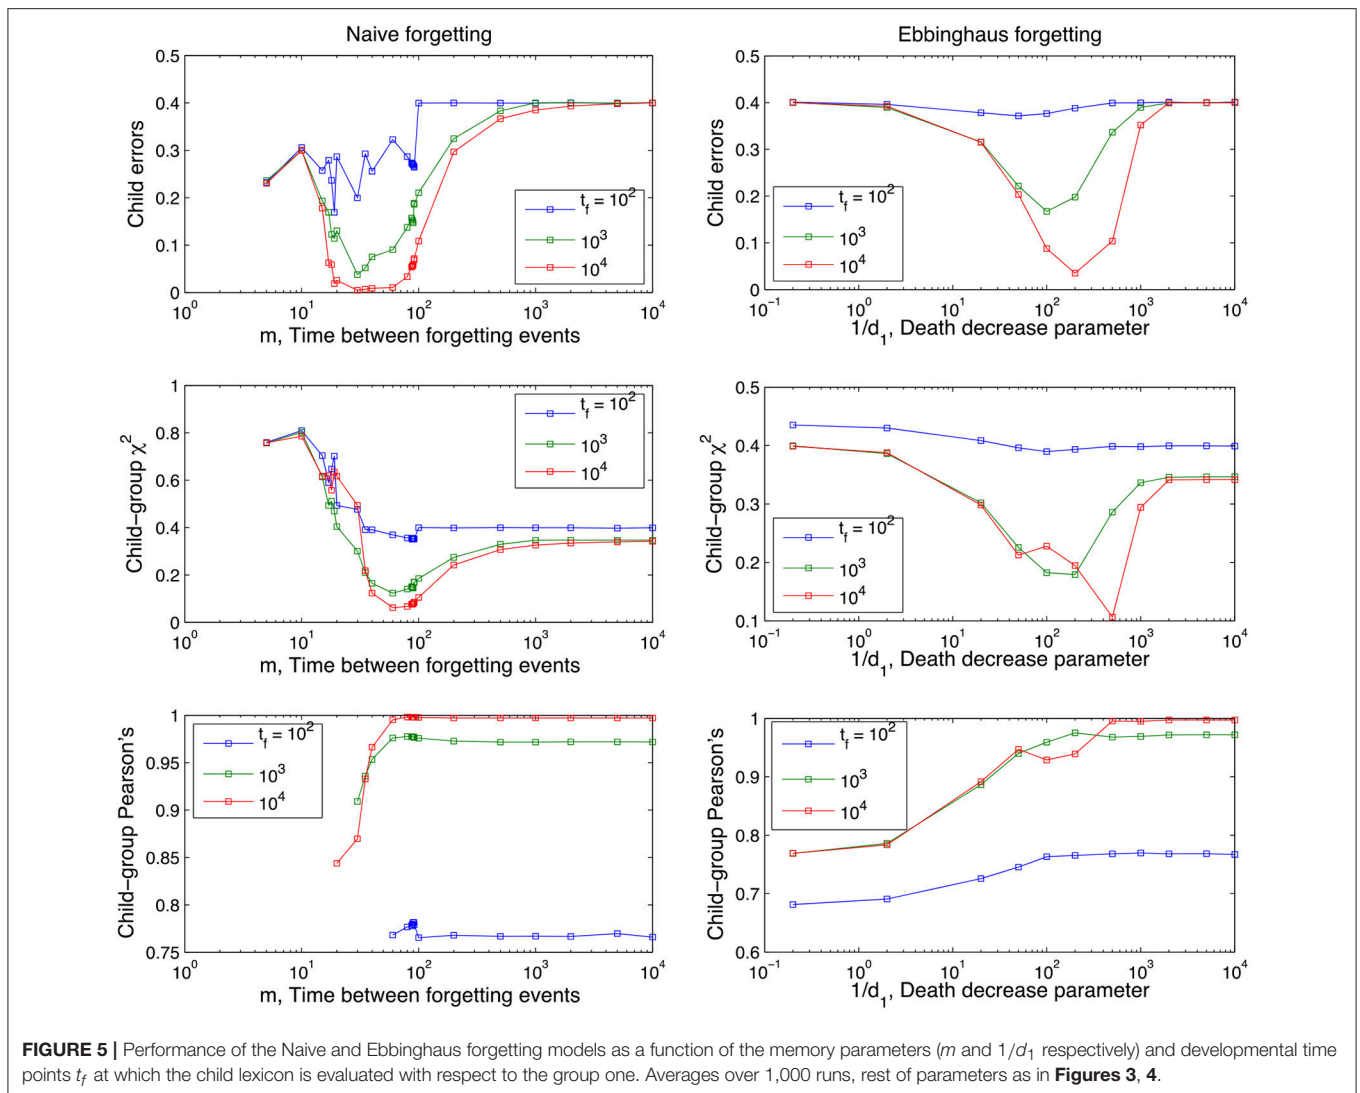 Naive forgetting
0.5
0.4
0.3
0.2
0.1
0
Child errors
t_f = 10^2
10^3
10^4
10^0 10^1 10^2 10^3 10^4
m, Time between forgetting events
Ebbinghaus forgetting
0.5
0.4
0.3
0.2
0.1
0
Child errors
t_f = 10^2
10^3
10^4
10^−1 10^0 10^1 10^2 10^3 10^4
1/d_1, Death decrease parameter
1
0.8
0.6
0.4
0.2
0
Child−group χ^2
t_f = 10^2
10^3
10^4
10^0 10^1 10^2 10^3 10^4
m, Time between forgetting events
0.5
0.4
0.3
0.2
0.1
Child−group χ^2
t_f = 10^2
10^3
10^4
10^−1 10^0 10^1 10^2 10^3 10^4
1/d_1, Death decrease parameter
1
0.95
0.9
0.85
0.8
0.75
Child−group Pearson's
t_f = 10^2
10^3
10^4
10^0 10^1 10^2 10^3 10^4
m, Time between forgetting events
1
0.9
0.8
0.7
0.6
Child−group Pearson's
t_f = 10^2
10^3
10^4
10^−1 10^0 10^1 10^2 10^3 10^4
1/d_1, Death decrease parameter
FIGURE 5 | Performance of the Naive and Ebbinghaus forgetting models as a function of the memory parameters (m and 1/d_1 respectively) and developmental time
points t_f at which the child lexicon is evaluated with respect to the group one. Averages over 1,000 runs, rest of parameters as in Figures 3, 4.